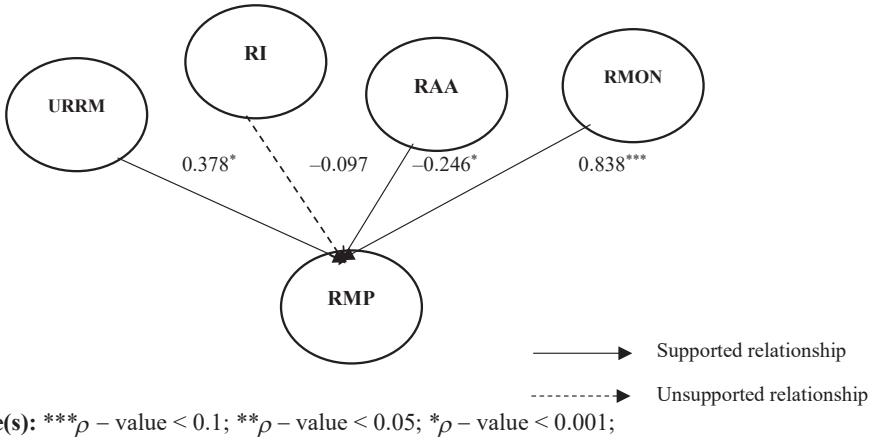 RI
RAA
RMON
URRM
0.378* –0.097 –0.246* 0.838***
RMP
Supported relationship
Unsupported relationship
e(s): ***ρ – value < 0.1; **ρ – value < 0.05; *ρ – value < 0.001;